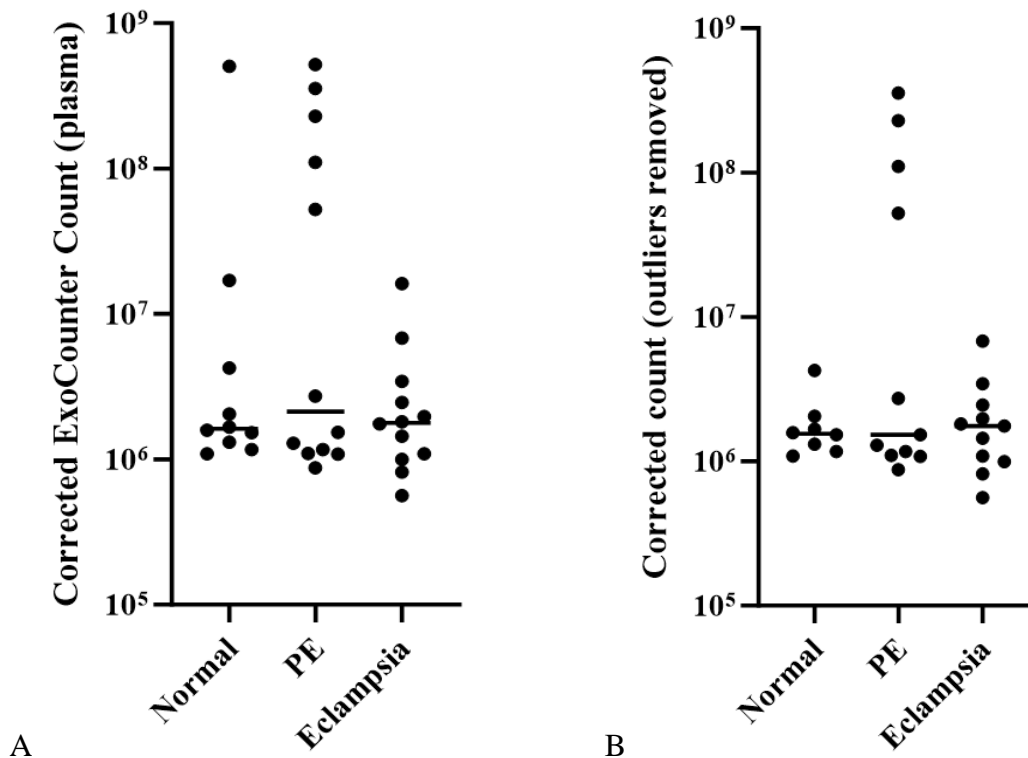 Corrected ExoCounter Count (plasma)
10⁹
10⁸
10⁷
10⁶
10⁵
Normal
PE
Eclampsia
A
Corrected count (outliers removed)
10⁹
10⁸
10⁷
10⁶
10⁵
Normal
PE
Eclampsia
B